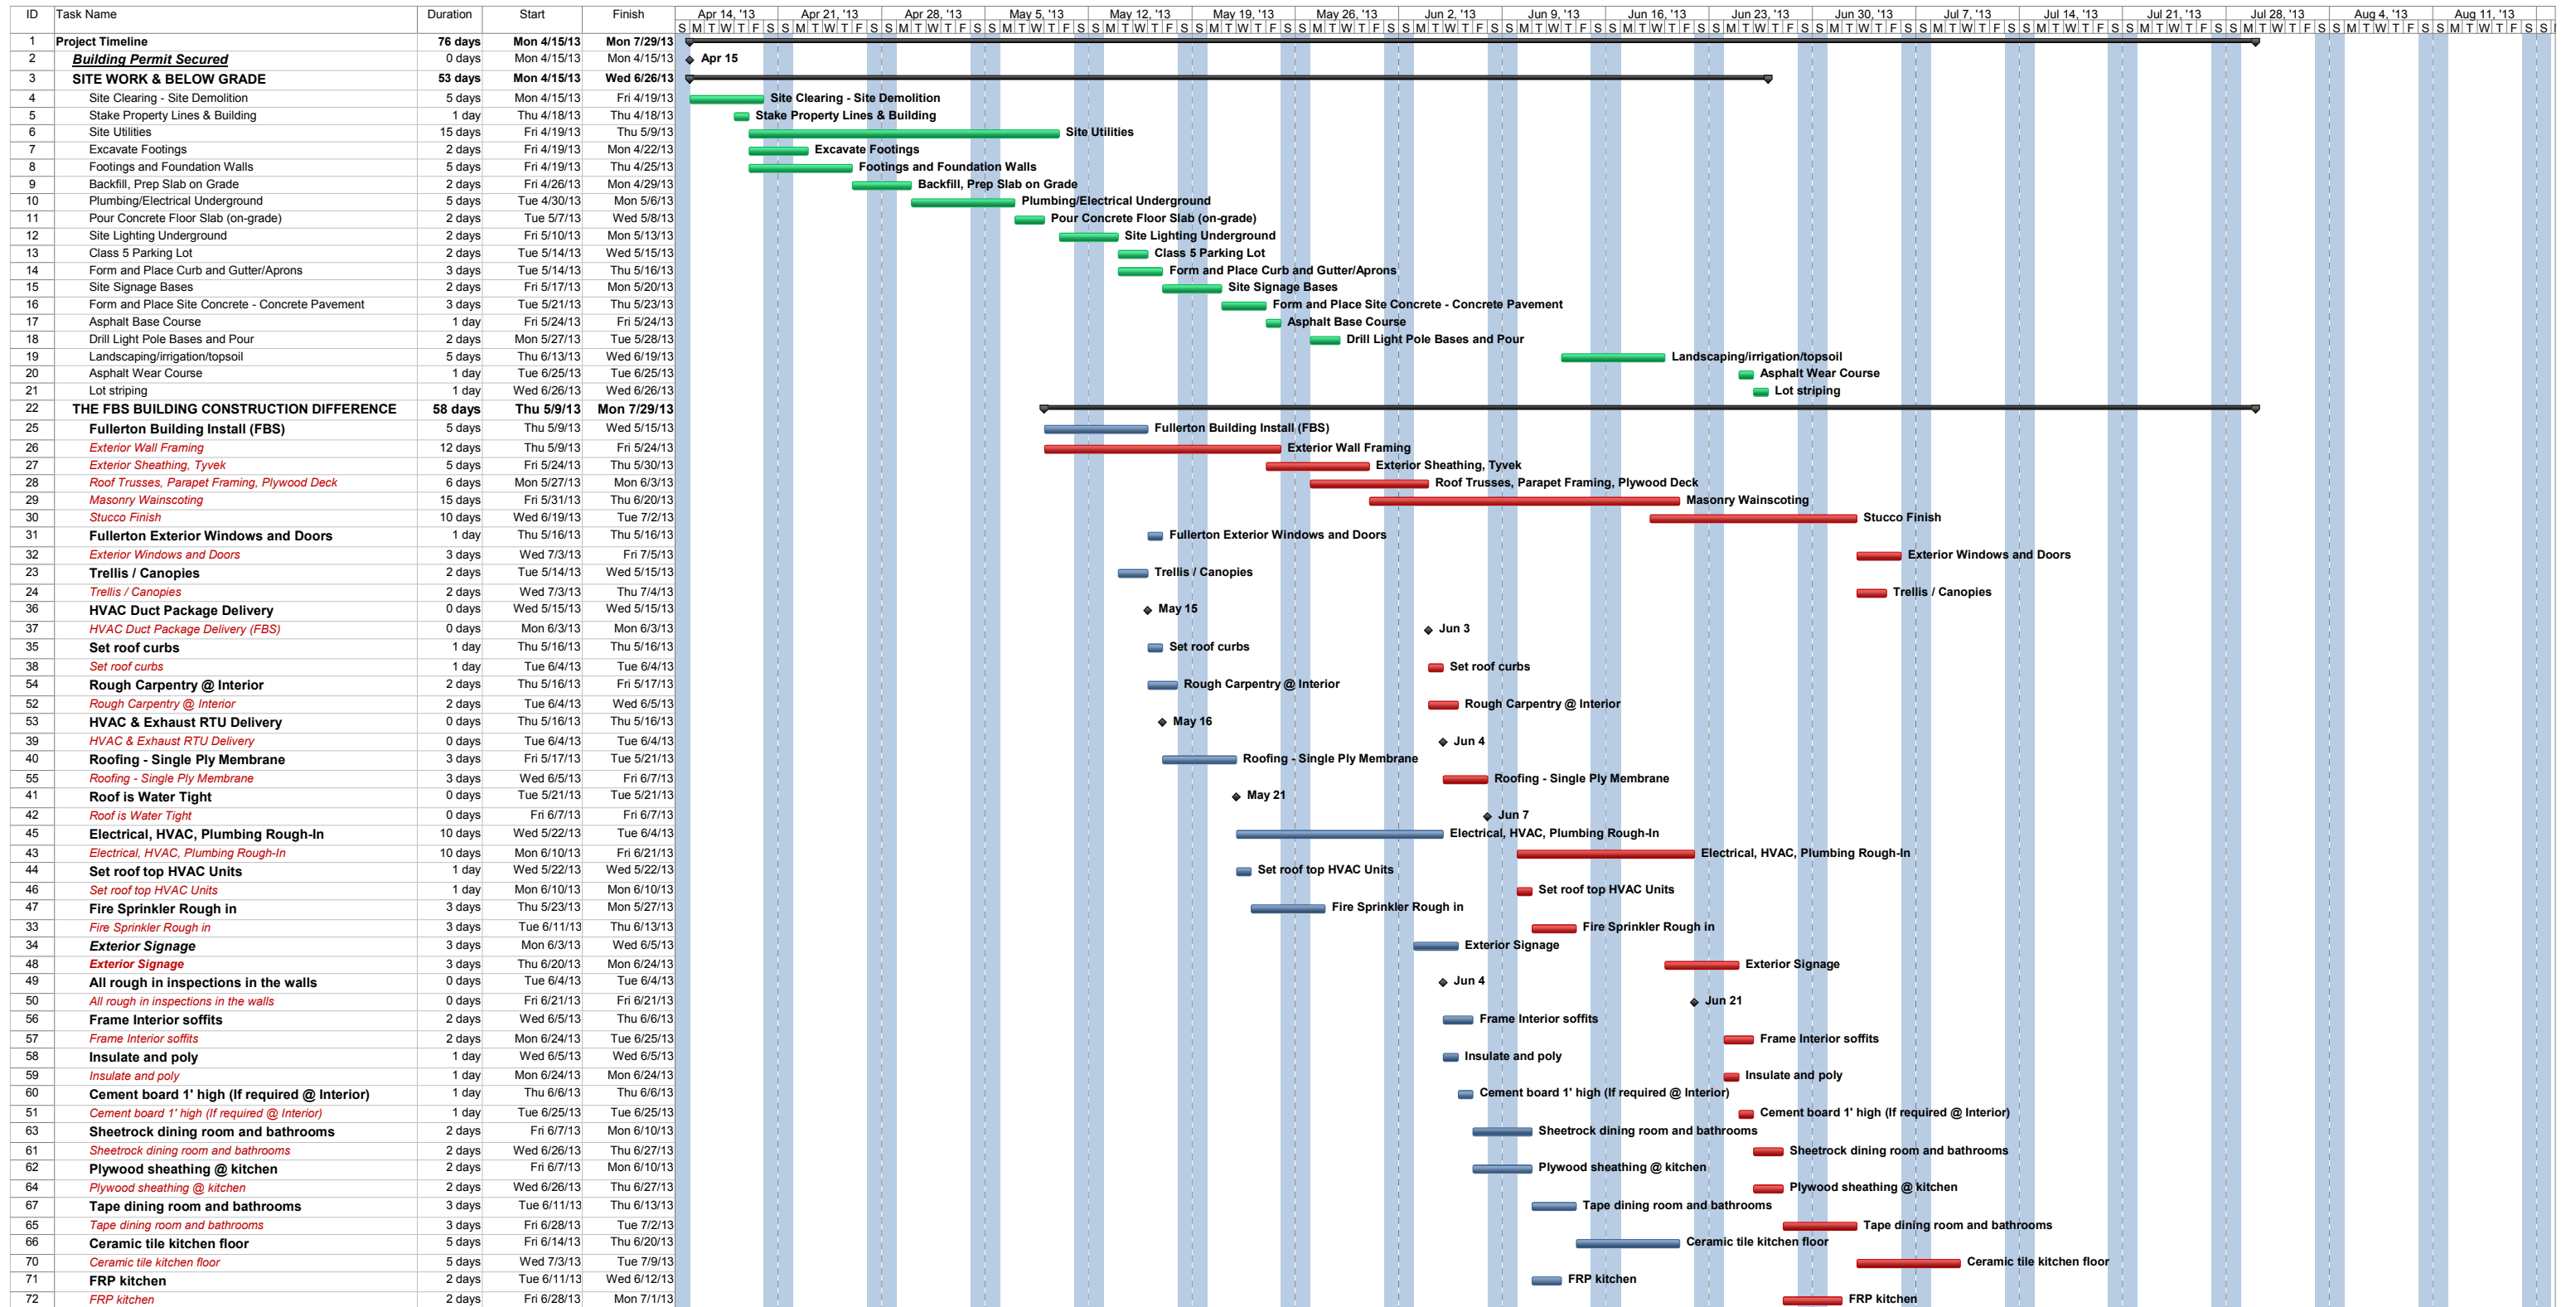 ID Task Name Duration Start Finish Apr 14, '13 Apr 21, '13 Apr 28, '13 May 5, '13 May 12, '13 May 19, '13 May 26, '13 Jun 2, '13 Jun 9, '13 Jun 16, '13 Jun 23, '13 Jun 30, '13 Jul 7, '13 Jul 14, '13 Jul 21, '13 Jul 28, '13 Aug 4, '13 Aug 11, '13
S M T W T F S S M T W T F S S M T W T F S S M T W T F S S M T W T F S S M T W T F S S M T W T F S S M T W T F S S M T W T F S S M T W T F S S M T W T F S S M T W T F S S M T W T F S S M T W T F S S M T W T F S S M T W T F S S M T W T F S S M T W T F S S
1 Project Timeline 76 days Mon 4/15/13 Mon 7/29/13
2 Building Permit Secured 0 days Mon 4/15/13 Mon 4/15/13 Apr 15
3 SITE WORK & BELOW GRADE 53 days Mon 4/15/13 Wed 6/26/13
4 Site Clearing - Site Demolition 5 days Mon 4/15/13 Fri 4/19/13 Site Clearing - Site Demolition
5 Stake Property Lines & Building 1 day Thu 4/18/13 Thu 4/18/13 Stake Property Lines & Building
6 Site Utilities 15 days Fri 4/19/13 Thu 5/9/13 Site Utilities
7 Excavate Footings 2 days Fri 4/19/13 Mon 4/22/13 Excavate Footings
8 Footings and Foundation Walls 5 days Fri 4/19/13 Thu 4/25/13 Footings and Foundation Walls
9 Backfill, Prep Slab on Grade 2 days Fri 4/26/13 Mon 4/29/13 Backfill, Prep Slab on Grade
10 Plumbing/Electrical Underground 5 days Tue 4/30/13 Mon 5/6/13 Plumbing/Electrical Underground
11 Pour Concrete Floor Slab (on-grade) 2 days Tue 5/7/13 Wed 5/8/13 Pour Concrete Floor Slab (on-grade)
12 Site Lighting Underground 2 days Fri 5/10/13 Mon 5/13/13 Site Lighting Underground
13 Class 5 Parking Lot 2 days Tue 5/14/13 Wed 5/15/13 Class 5 Parking Lot
14 Form and Place Curb and Gutter/Aprons 3 days Tue 5/14/13 Thu 5/16/13 Form and Place Curb and Gutter/Aprons
15 Site Signage Bases 2 days Fri 5/17/13 Mon 5/20/13 Site Signage Bases
16 Form and Place Site Concrete - Concrete Pavement 3 days Tue 5/21/13 Thu 5/23/13 Form and Place Site Concrete - Concrete Pavement
17 Asphalt Base Course 1 day Fri 5/24/13 Fri 5/24/13 Asphalt Base Course
18 Drill Light Pole Bases and Pour 2 days Mon 5/27/13 Tue 5/28/13 Drill Light Pole Bases and Pour
19 Landscaping/irrigation/topsoil 5 days Thu 6/13/13 Wed 6/19/13 Landscaping/irrigation/topsoil
20 Asphalt Wear Course 1 day Tue 6/25/13 Tue 6/25/13 Asphalt Wear Course
21 Lot striping 1 day Wed 6/26/13 Wed 6/26/13 Lot striping
22 THE FBS BUILDING CONSTRUCTION DIFFERENCE 58 days Thu 5/9/13 Mon 7/29/13
25 Fullerton Building Install (FBS) 5 days Thu 5/9/13 Wed 5/15/13 Fullerton Building Install (FBS)
26 Exterior Wall Framing 12 days Thu 5/9/13 Fri 5/24/13 Exterior Wall Framing
27 Exterior Sheathing, Tyvek 5 days Fri 5/24/13 Thu 5/30/13 Exterior Sheathing, Tyvek
28 Roof Trusses, Parapet Framing, Plywood Deck 6 days Mon 5/27/13 Mon 6/3/13 Roof Trusses, Parapet Framing, Plywood Deck
29 Masonry Wainscoting 15 days Fri 5/31/13 Thu 6/20/13 Masonry Wainscoting
30 Stucco Finish 10 days Wed 6/19/13 Tue 7/2/13 Stucco Finish
31 Fullerton Exterior Windows and Doors 1 day Thu 5/16/13 Thu 5/16/13 Fullerton Exterior Windows and Doors
32 Exterior Windows and Doors 3 days Wed 7/3/13 Fri 7/5/13 Exterior Windows and Doors
23 Trellis / Canopies 2 days Tue 5/14/13 Wed 5/15/13 Trellis / Canopies
24 Trellis / Canopies 2 days Wed 7/3/13 Thu 7/4/13 Trellis / Canopies
36 HVAC Duct Package Delivery 0 days Wed 5/15/13 Wed 5/15/13 May 15
37 HVAC Duct Package Delivery (FBS) 0 days Mon 6/3/13 Mon 6/3/13 Jun 3
35 Set roof curbs 1 day Thu 5/16/13 Thu 5/16/13 Set roof curbs
38 Set roof curbs 1 day Tue 6/4/13 Tue 6/4/13 Set roof curbs
54 Rough Carpentry @ Interior 2 days Thu 5/16/13 Fri 5/17/13 Rough Carpentry @ Interior
52 Rough Carpentry @ Interior 2 days Tue 6/4/13 Wed 6/5/13 Rough Carpentry @ Interior
53 HVAC & Exhaust RTU Delivery 0 days Thu 5/16/13 Thu 5/16/13 May 16
39 HVAC & Exhaust RTU Delivery 0 days Tue 6/4/13 Tue 6/4/13 Jun 4
40 Roofing - Single Ply Membrane 3 days Fri 5/17/13 Tue 5/21/13 Roofing - Single Ply Membrane
55 Roofing - Single Ply Membrane 3 days Wed 6/5/13 Fri 6/7/13 Roofing - Single Ply Membrane
41 Roof is Water Tight 0 days Tue 5/21/13 Tue 5/21/13 May 21
42 Roof is Water Tight 0 days Fri 6/7/13 Fri 6/7/13 Jun 7
45 Electrical, HVAC, Plumbing Rough-In 10 days Wed 5/22/13 Tue 6/4/13 Electrical, HVAC, Plumbing Rough-In
43 Electrical, HVAC, Plumbing Rough-In 10 days Mon 6/10/13 Fri 6/21/13 Electrical, HVAC, Plumbing Rough-In
44 Set roof top HVAC Units 1 day Wed 5/22/13 Wed 5/22/13 Set roof top HVAC Units
46 Set roof top HVAC Units 1 day Mon 6/10/13 Mon 6/10/13 Set roof top HVAC Units
47 Fire Sprinkler Rough in 3 days Thu 5/23/13 Mon 5/27/13 Fire Sprinkler Rough in
33 Fire Sprinkler Rough in 3 days Tue 6/11/13 Thu 6/13/13 Fire Sprinkler Rough in
34 Exterior Signage 3 days Mon 6/3/13 Wed 6/5/13 Exterior Signage
48 Exterior Signage 3 days Thu 6/20/13 Mon 6/24/13 Exterior Signage
49 All rough in inspections in the walls 0 days Tue 6/4/13 Tue 6/4/13 Jun 4
50 All rough in inspections in the walls 0 days Fri 6/21/13 Fri 6/21/13 Jun 21
56 Frame Interior soffits 2 days Wed 6/5/13 Thu 6/6/13 Frame Interior soffits
57 Frame Interior soffits 2 days Mon 6/24/13 Tue 6/25/13 Frame Interior soffits
58 Insulate and poly 1 day Wed 6/5/13 Wed 6/5/13 Insulate and poly
59 Insulate and poly 1 day Mon 6/24/13 Mon 6/24/13 Insulate and poly
60 Cement board 1' high (If required @ Interior) 1 day Thu 6/6/13 Thu 6/6/13 Cement board 1' high (If required @ Interior)
51 Cement board 1' high (If required @ Interior) 1 day Tue 6/25/13 Tue 6/25/13 Cement board 1' high (If required @ Interior)
63 Sheetrock dining room and bathrooms 2 days Fri 6/7/13 Mon 6/10/13 Sheetrock dining room and bathrooms
61 Sheetrock dining room and bathrooms 2 days Wed 6/26/13 Thu 6/27/13 Sheetrock dining room and bathrooms
62 Plywood sheathing @ kitchen 2 days Fri 6/7/13 Mon 6/10/13 Plywood sheathing @ kitchen
64 Plywood sheathing @ kitchen 2 days Wed 6/26/13 Thu 6/27/13 Plywood sheathing @ kitchen
67 Tape dining room and bathrooms 3 days Tue 6/11/13 Thu 6/13/13 Tape dining room and bathrooms
65 Tape dining room and bathrooms 3 days Fri 6/28/13 Tue 7/2/13 Tape dining room and bathrooms
66 Ceramic tile kitchen floor 5 days Fri 6/14/13 Thu 6/20/13 Ceramic tile kitchen floor
70 Ceramic tile kitchen floor 5 days Wed 7/3/13 Tue 7/9/13 Ceramic tile kitchen floor
71 FRP kitchen 2 days Tue 6/11/13 Wed 6/12/13 FRP kitchen
72 FRP kitchen 2 days Fri 6/28/13 Mon 7/1/13 FRP kitchen